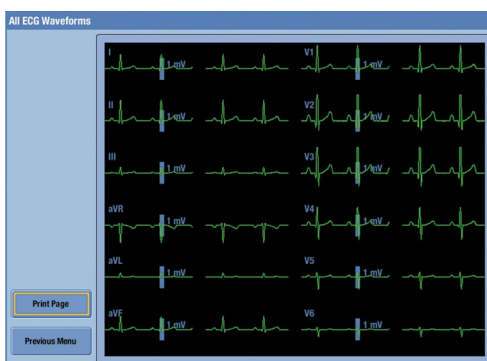 All ECG Waveforms
I
1 mV
V1
1 mV
II
1 mV
V2
1 mV
III
1 mV
V3
1 mV
aVR
1 mV
V4
1 mV
aVL
1 mV
V5
1 mV
aVF
1 mV
V6
1 mV
Print Page
Previous Menu